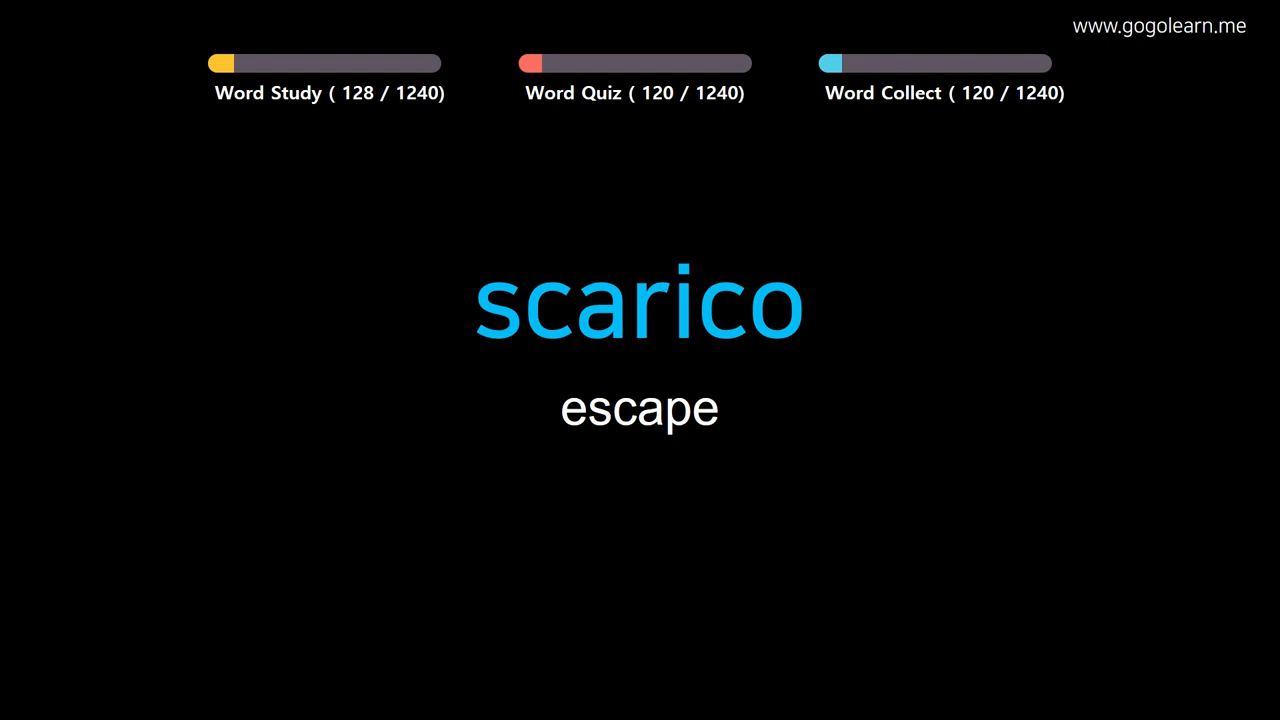 www.gogolearn.me
Word Study ( 128 / 1240)
Word Quiz ( 120 / 1240)
Word Collect ( 120 / 1240)
scarico
escape